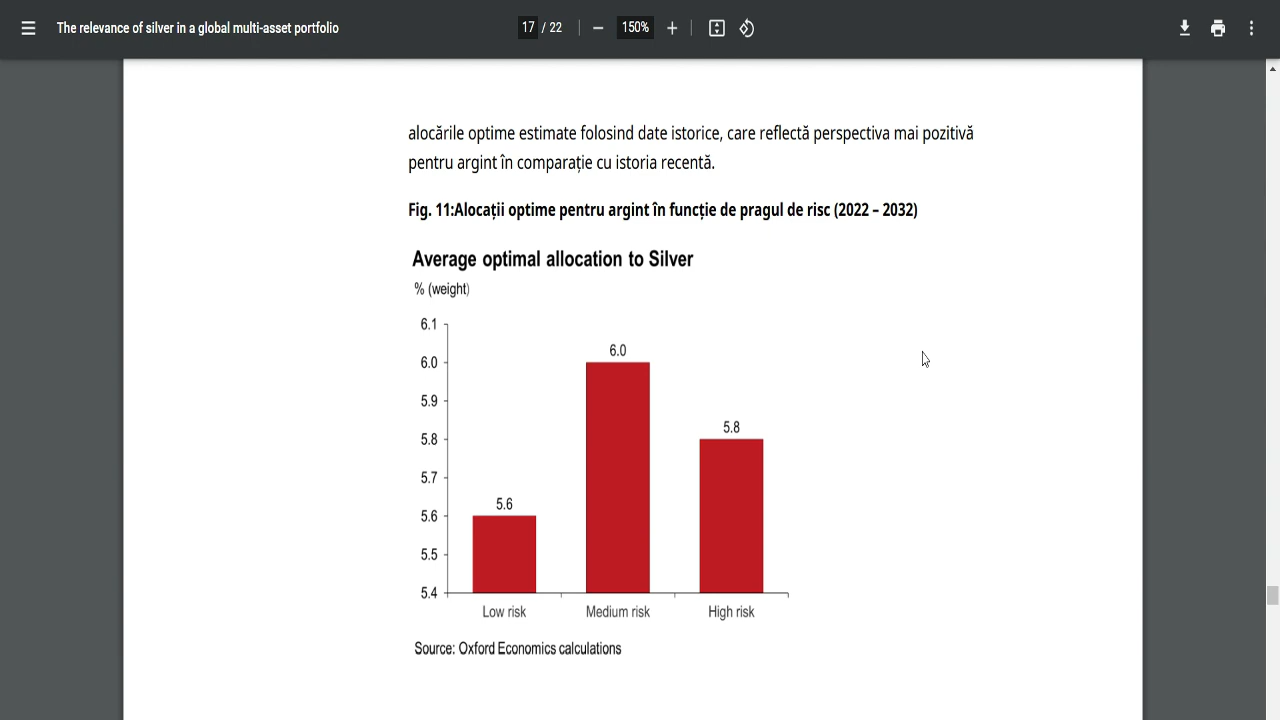 The relevance of silver in a global multi-asset portfolio
17 / 22
150%
alocările optime estimate folosind date istorice, care reflectă perspectiva mai pozitivă
pentru argint în comparație cu istoria recentă.
Fig. 11:Alocații optime pentru argint în funcție de pragul de risc (2022 – 2032)
Average optimal allocation to Silver
% (weight)
6.1
6.0
5.9
5.8
5.7
5.6
5.5
5.4
5.6
6.0
5.8
Low risk
Medium risk
High risk
Source: Oxford Economics calculations